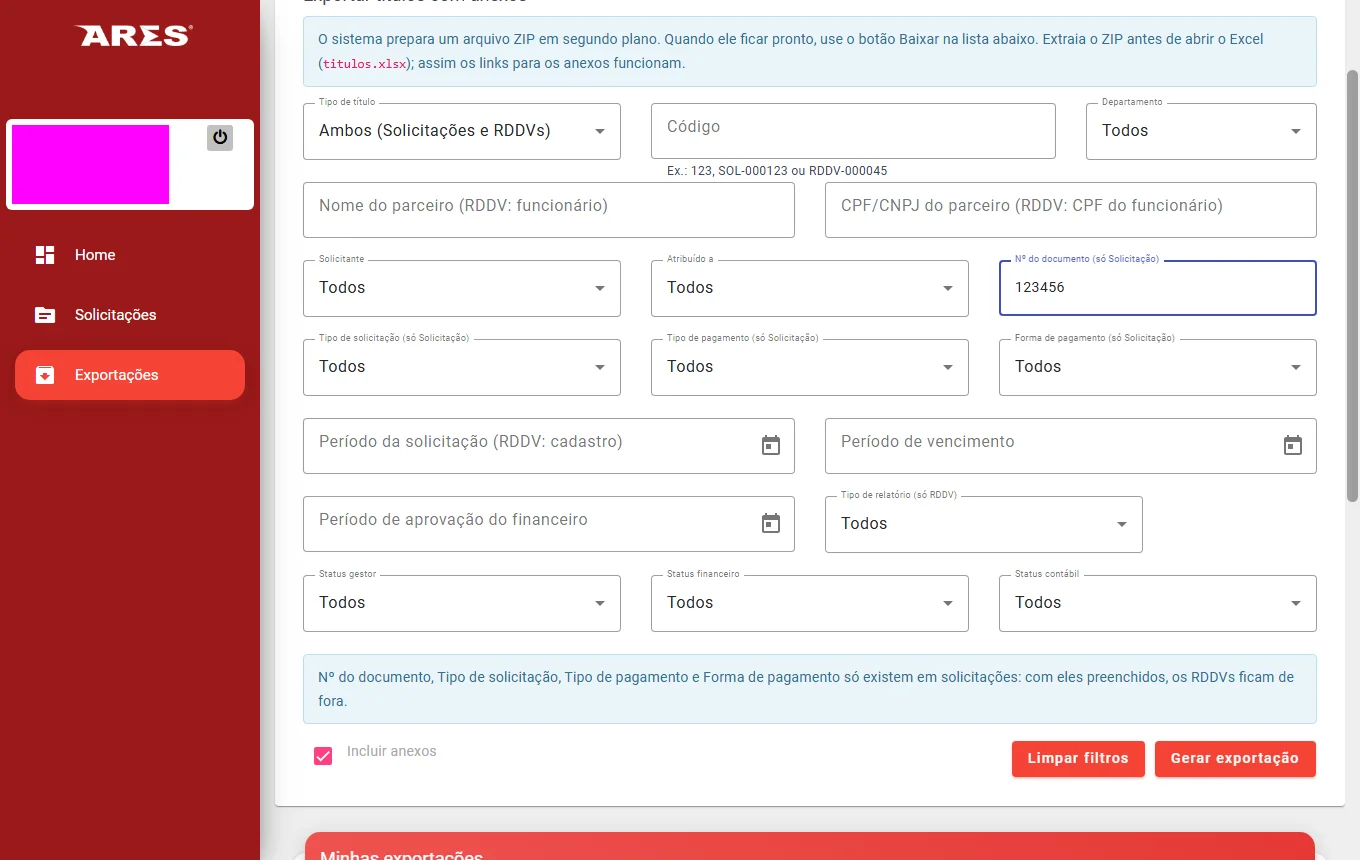 Exportar títulos com anexos
ARES
O sistema prepara um arquivo ZIP em segundo plano. Quando ele ficar pronto, use o botão Baixar na lista abaixo. Extraia o ZIP antes de abrir o Excel
(titulos.xlsx); assim os links para os anexos funcionam.
Tipo de título
Ambos (Solicitações e RDDVs)
Código
Ex.: 123, SOL-000123 ou RDDV-000045
Departamento
Todos
Nome do parceiro (RDDV: funcionário)
CPF/CNPJ do parceiro (RDDV: CPF do funcionário)
Home
Solicitações
Exportações
Solicitante
Todos
Atribuído a
Todos
Nº do documento (só Solicitação)
123456
Tipo de solicitação (só Solicitação)
Todos
Tipo de pagamento (só Solicitação)
Todos
Forma de pagamento (só Solicitação)
Todos
Período da solicitação (RDDV: cadastro)
Período de vencimento
Período de aprovação do financeiro
Tipo de relatório (só RDDV)
Todos
Status gestor
Todos
Status financeiro
Todos
Status contábil
Todos
Nº do documento, Tipo de solicitação, Tipo de pagamento e Forma de pagamento só existem em solicitações: com eles preenchidos, os RDDVs ficam de
fora.
Incluir anexos
Limpar filtros
Gerar exportação
Minhas exportações